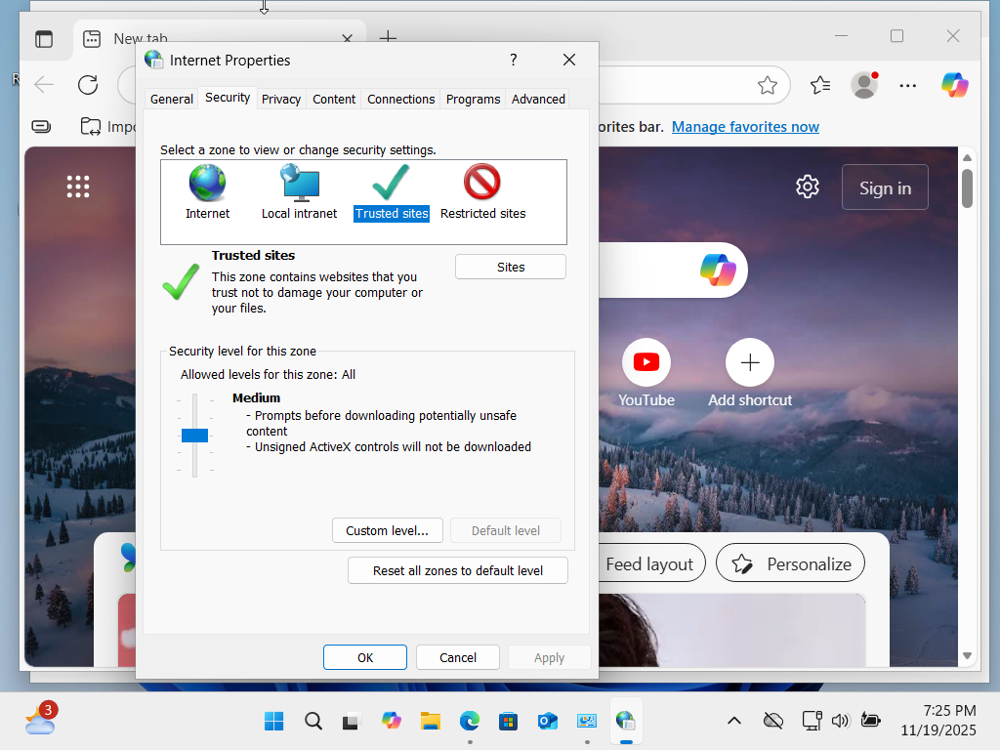 New tab
Internet Properties
?
General Security Privacy Content Connections Programs Advanced
orites bar. Manage favorites now
Select a zone to view or change security settings.
Internet Local intranet Trusted sites Restricted sites
Sign in
Trusted sites
Sites
This zone contains websites that you
trust not to damage your computer or
your files.
Security level for this zone
Allowed levels for this zone: All
Medium
- Prompts before downloading potentially unsafe
content
- Unsigned ActiveX controls will not be downloaded
YouTube Add shortcut
Custom level... Default level
Reset all zones to default level
Feed layout Personalize
OK Cancel Apply
3
7:25 PM
11/19/2025